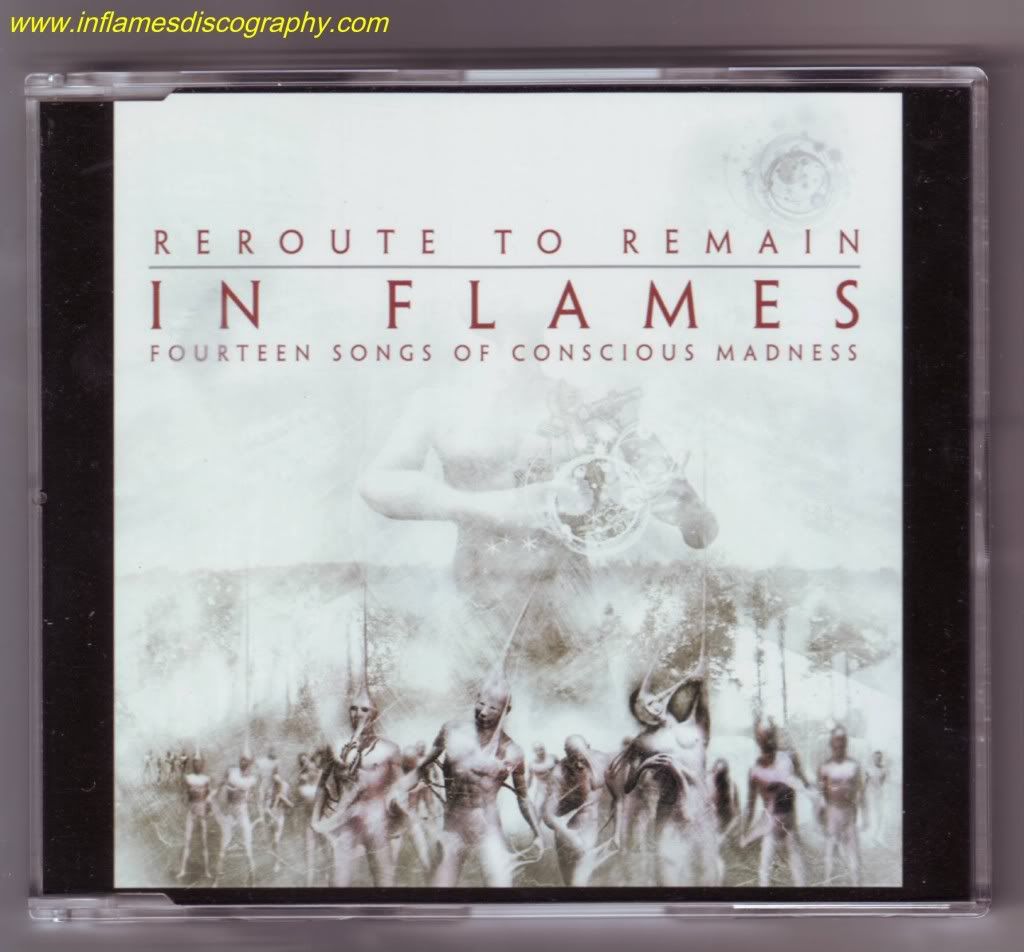 www.inflamesdiscography.com
REROUTE TO REMAIN
IN FLAMES
FOURTEEN SONGS OF CONSCIOUS MADNESS